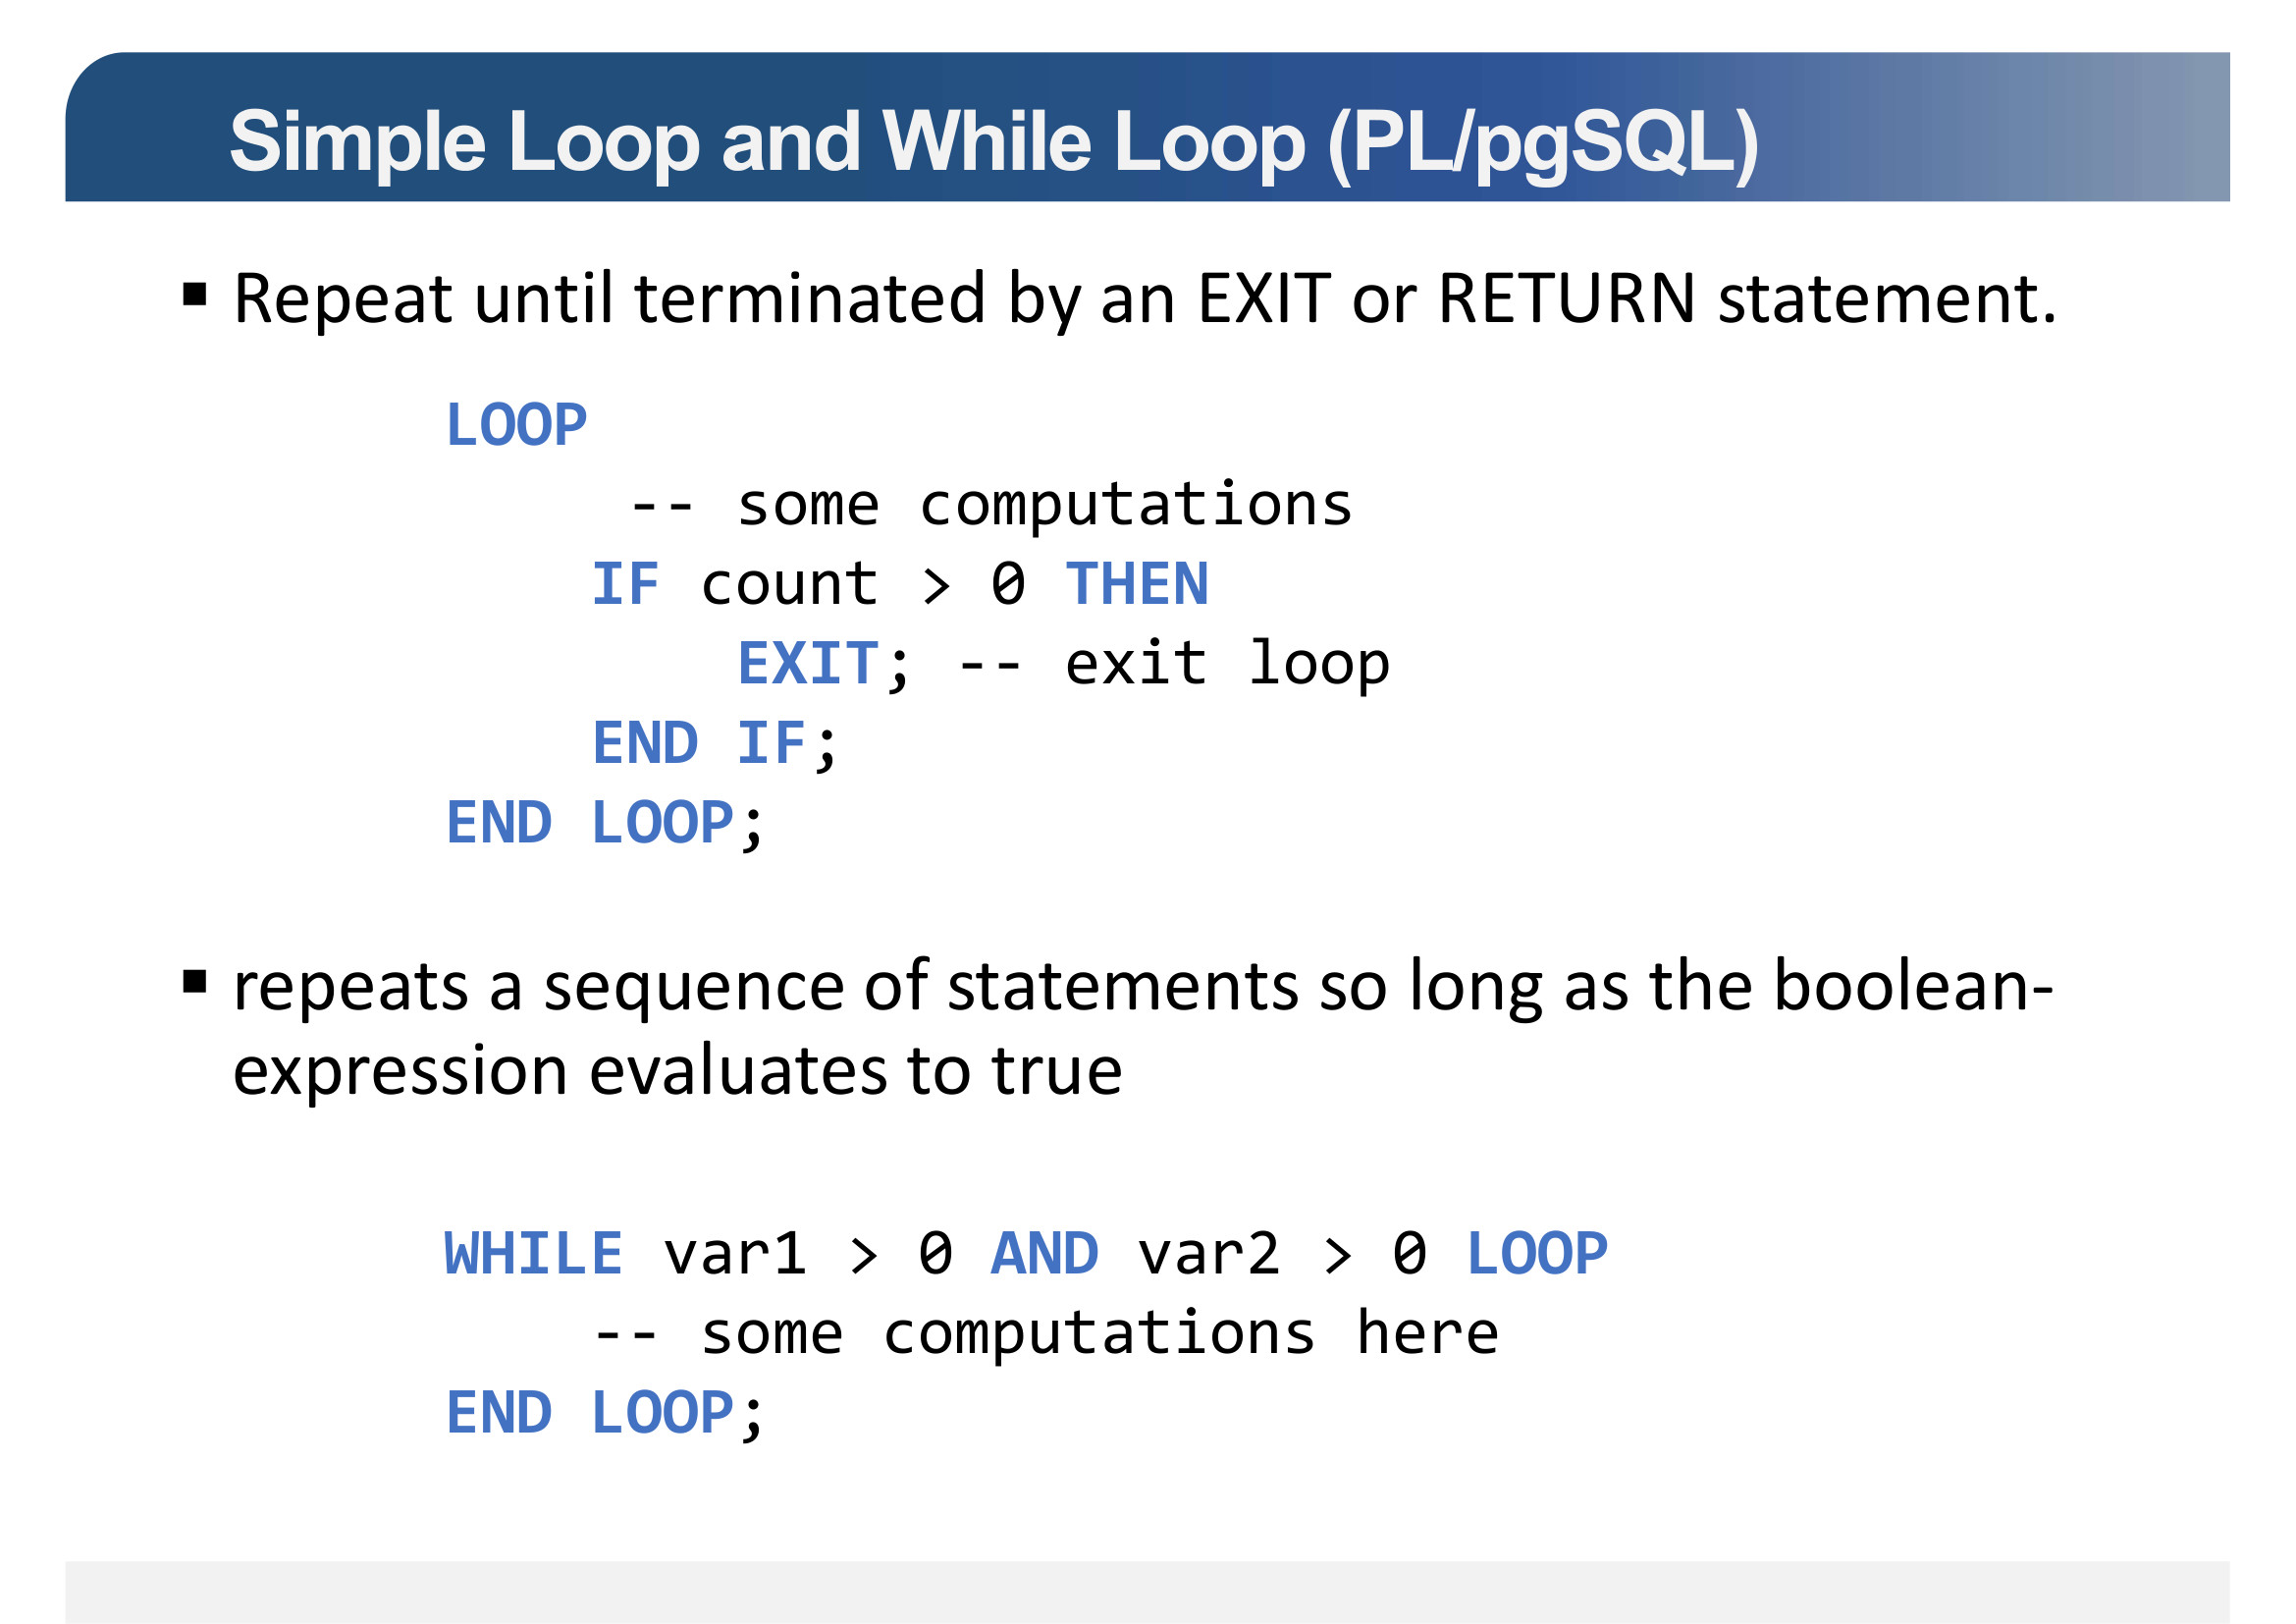 Simple Loop and While Loop (PL/pgSQL)
▪ Repeat until terminated by an EXIT or RETURN statement.
LOOP
-- some computations
IF count > 0 THEN
EXIT; -- exit loop
END IF;
END LOOP;
▪ repeats a sequence of statements so long as the boolean-
expression evaluates to true
WHILE var1 > 0 AND var2 > 0 LOOP
-- some computations here
END LOOP;